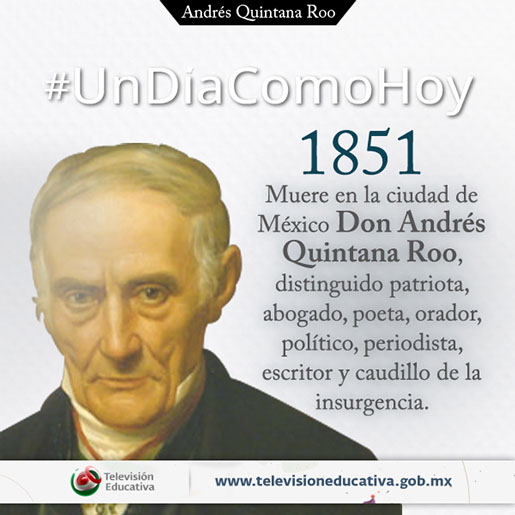 Andrés Quintana Roo
#UnDiaComoHoy
1851
Muere en la ciudad de
México Don Andrés
Quintana Roo,
distinguido patriota,
abogado, poeta, orador,
político, periodista,
escritor y caudillo de la
insurgencia.
Televisión
Educativa
www.televisioneducativa.gob.mx